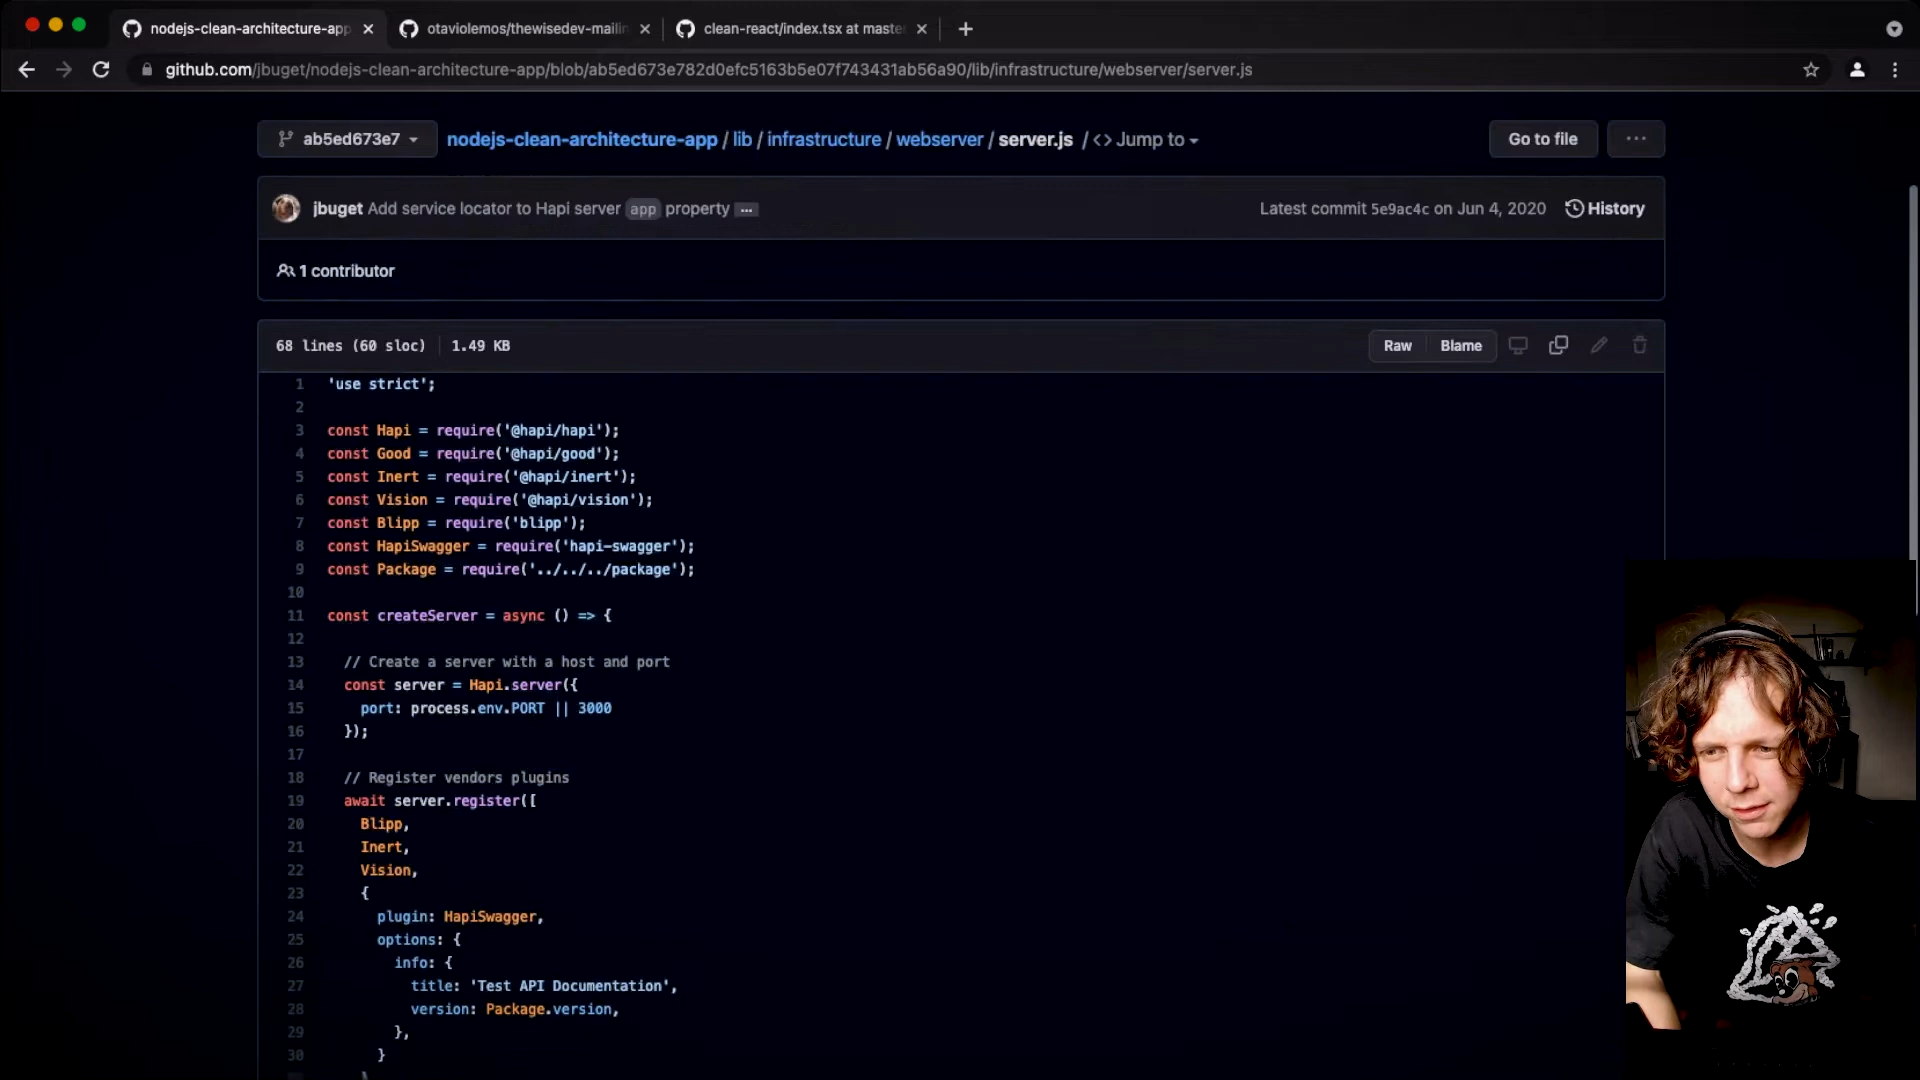 nodejs-clean-architecture-app
otaviolemos/thewisedev-mailin
clean-react/index.tsx at maste
github.com/jbuget/nodejs-clean-architecture-app/blob/ab5ed673e782d0efc5163b5e07f743431ab56a90/lib/infrastructure/webserver/server.js
ab5ed673e7
nodejs-clean-architecture-app / lib / infrastructure / webserver / server.js / <> Jump to
Go to file
...
jbuget Add service locator to Hapi server app property ...
Latest commit 5e9ac4c on Jun 4, 2020
History
1 contributor
68 lines (60 sloc) | 1.49 KB
Raw
Blame
1 'use strict';
2
3 const Hapi = require('@hapi/hapi');
4 const Good = require('@hapi/good');
5 const Inert = require('@hapi/inert');
6 const Vision = require('@hapi/vision');
7 const Blipp = require('blipp');
8 const HapiSwagger = require('hapi-swagger');
9 const Package = require('../../../package');
10
11 const createServer = async () => {
12
13 // Create a server with a host and port
14 const server = Hapi.server({
15 port: process.env.PORT || 3000
16 });
17
18 // Register vendors plugins
19 await server.register([
20 Blipp,
21 Inert,
22 Vision,
23 {
24 plugin: HapiSwagger,
25 options: {
26 info: {
27 title: 'Test API Documentation',
28 version: Package.version,
29 },
30 }